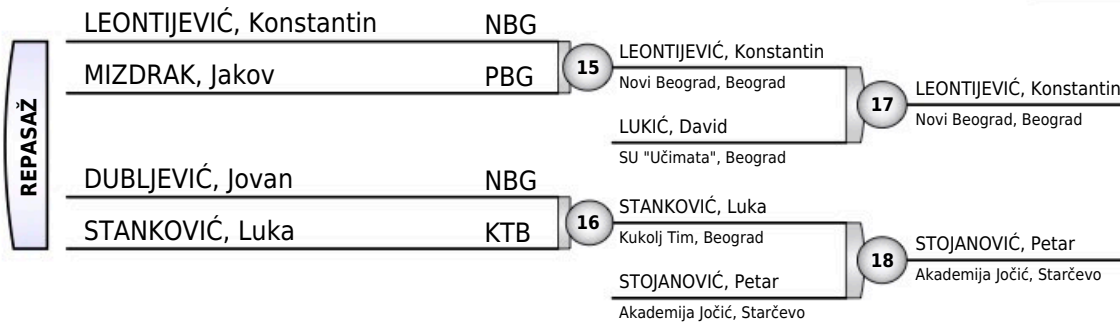 REPASAŽ
LEONTIJEVIĆ, Konstantin NBG
MIZDRAK, Jakov PBG
DUBLJEVIĆ, Jovan NBG
STANKOVIĆ, Luka KTB
15
LEONTIJEVIĆ, Konstantin
Novi Beograd, Beograd
LUKIĆ, David
SU "Učimata", Beograd
16
STANKOVIĆ, Luka
Kukolj Tim, Beograd
STOJANOVIĆ, Petar
Akademija Jočić, Starčevo
17
LEONTIJEVIĆ, Konstantin
Novi Beograd, Beograd
18
STOJANOVIĆ, Petar
Akademija Jočić, Starčevo